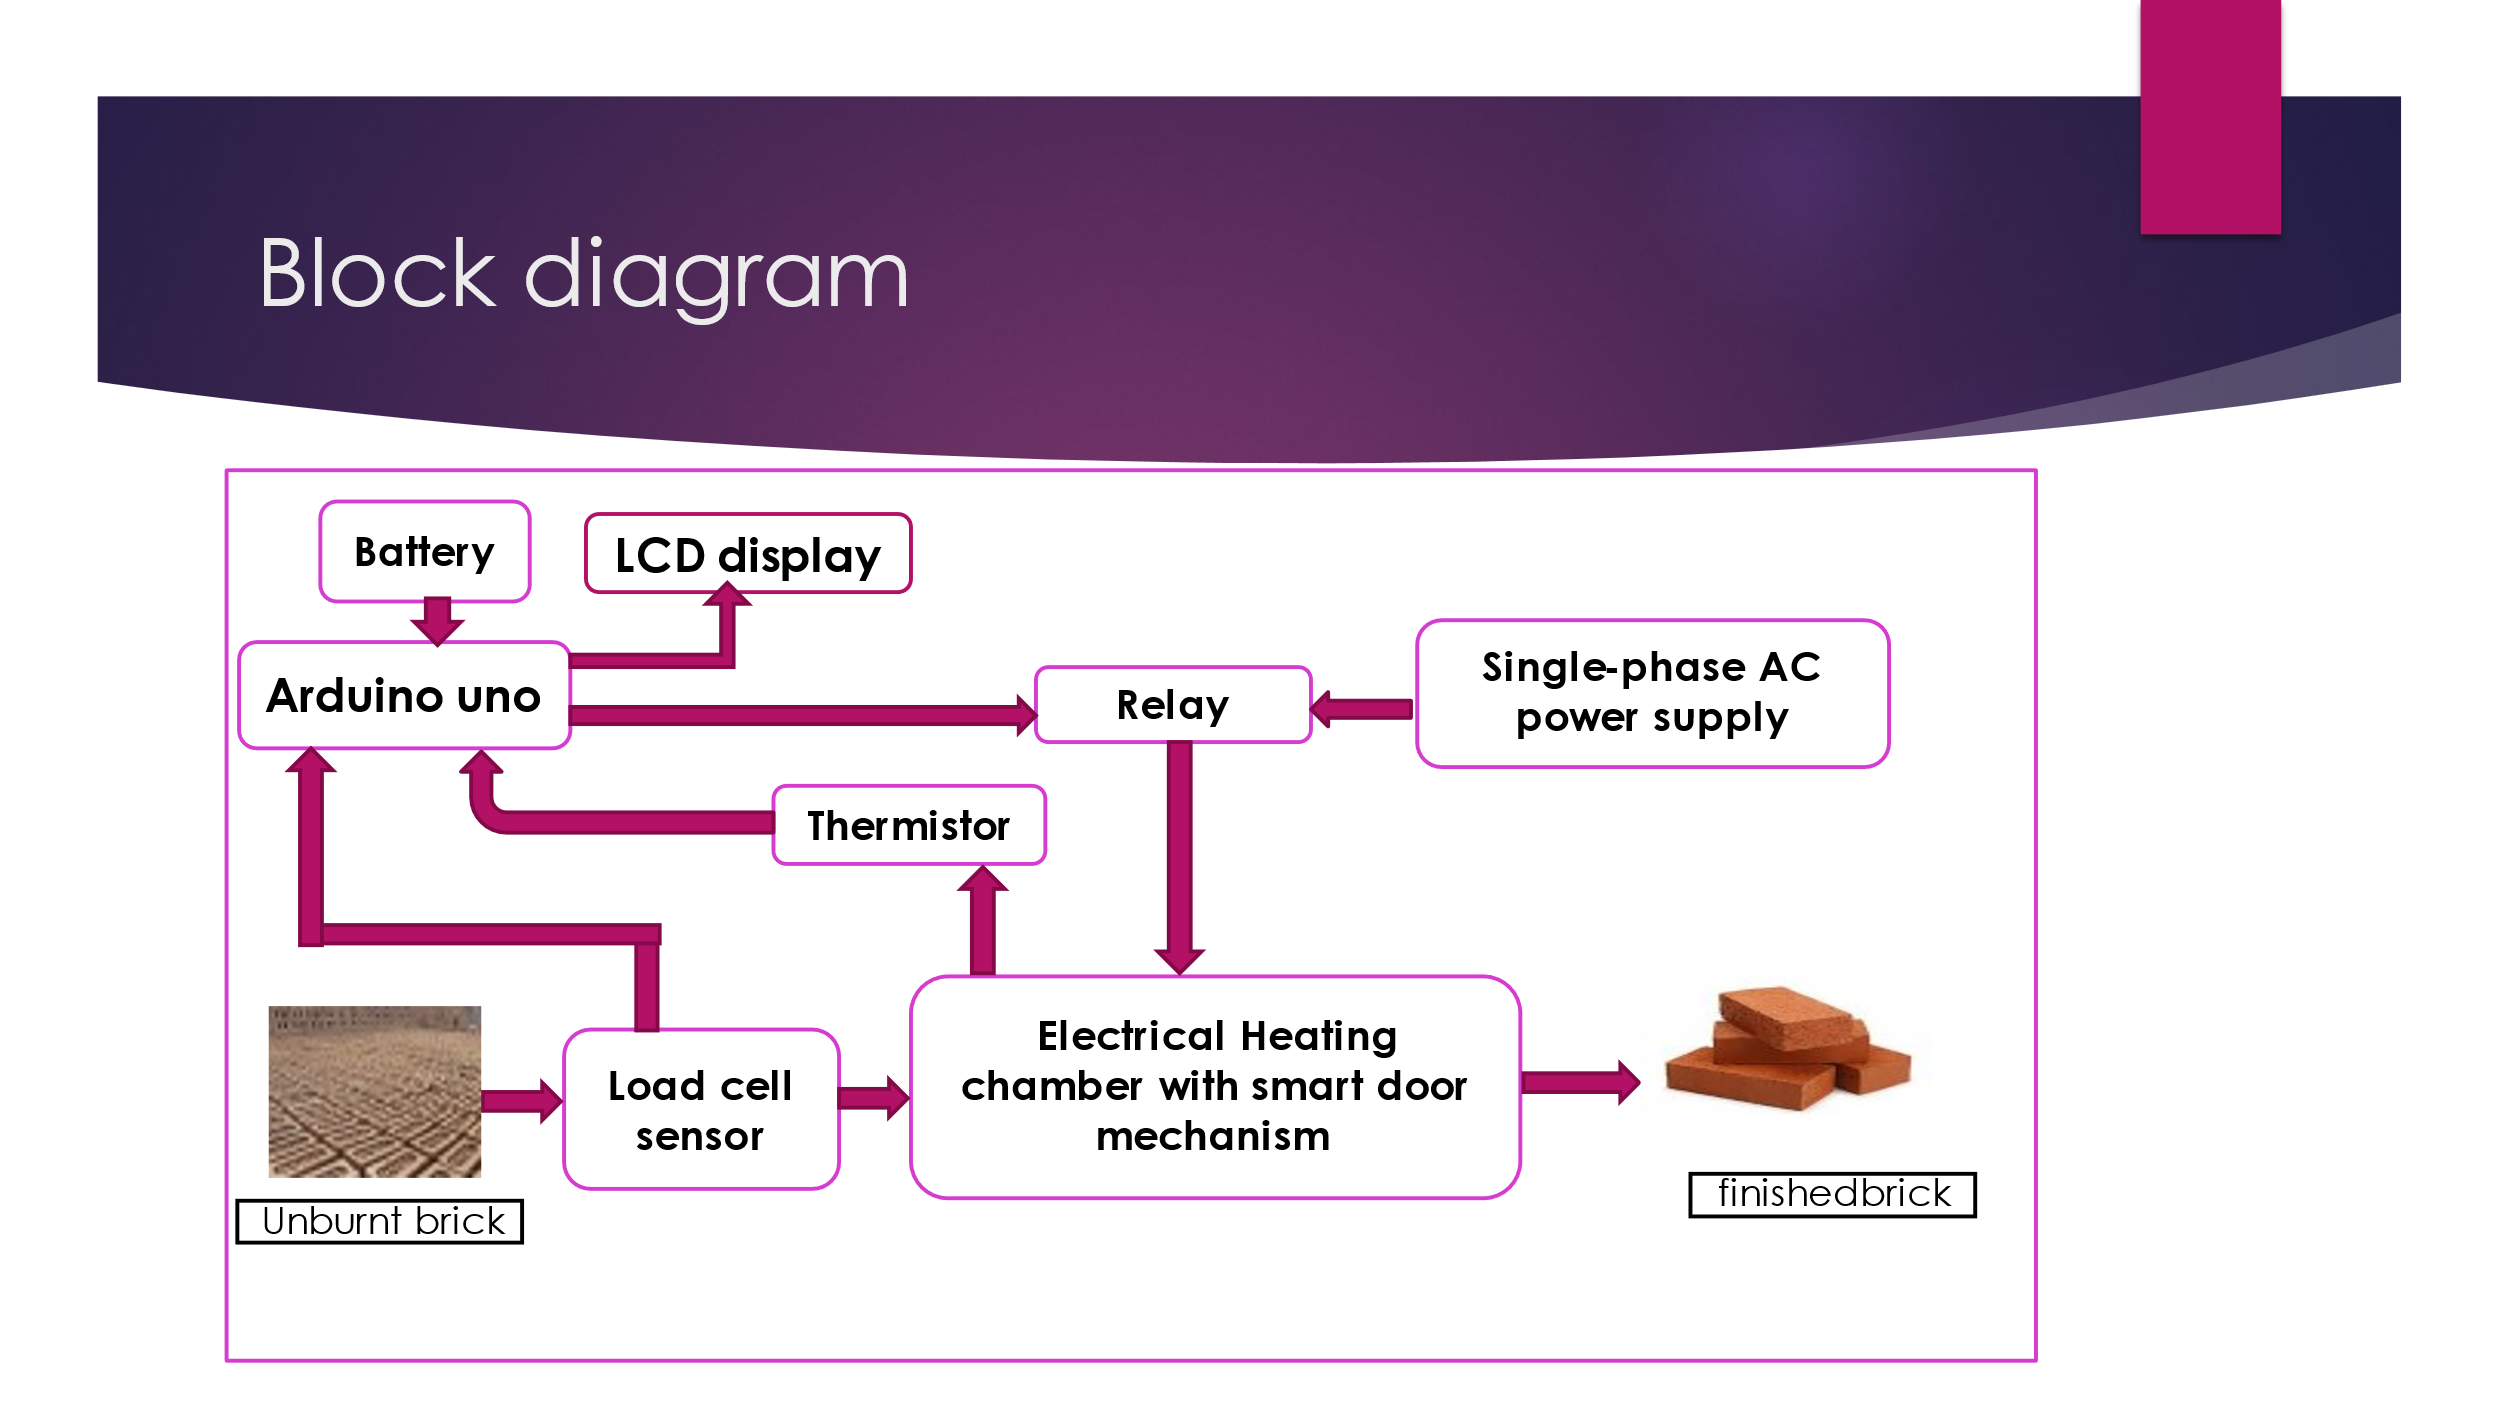 Block diagram
Battery
LCD display
Arduino uno
Relay
Single-phase AC
power supply
Thermistor
Load cell
sensor
Electrical Heating
chamber with smart door
mechanism
Unburnt brick
finishedbrick